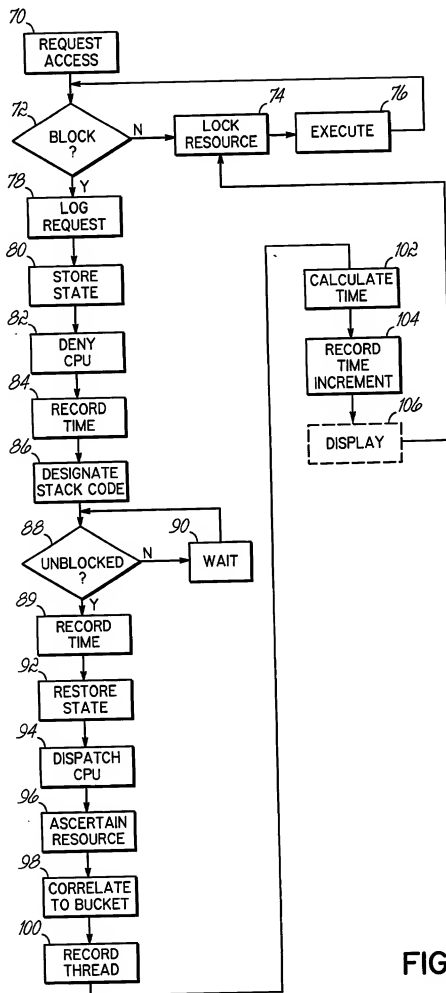 70
REQUEST
ACCESS
72
BLOCK
?
N
Y
74
LOCK
RESOURCE
76
EXECUTE
78
LOG
REQUEST
80
STORE
STATE
82
DENY
CPU
84
RECORD
TIME
86
DESIGNATE
STACK CODE
88
UNBLOCKED
?
N
Y
90
WAIT
89
RECORD
TIME
92
RESTORE
STATE
94
DISPATCH
CPU
96
ASCERTAIN
RESOURCE
98
CORRELATE
TO BUCKET
100
RECORD
THREAD
102
CALCULATE
TIME
104
RECORD
TIME
INCREMENT
106
DISPLAY
FIG